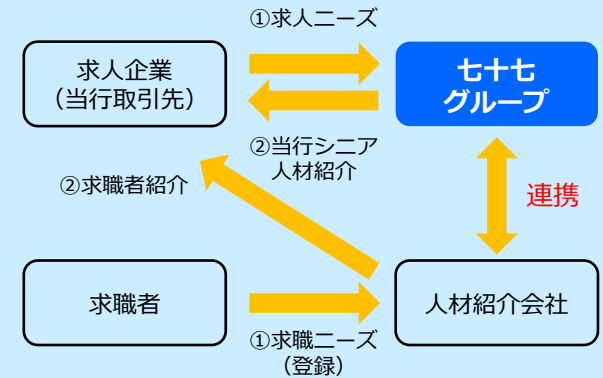 ①求人ニーズ
求人企業
（当行取引先）
七十七
グループ
②当行シニア
人材紹介
②求職者紹介
連携
求職者
人材紹介会社
①求職ニーズ
（登録）